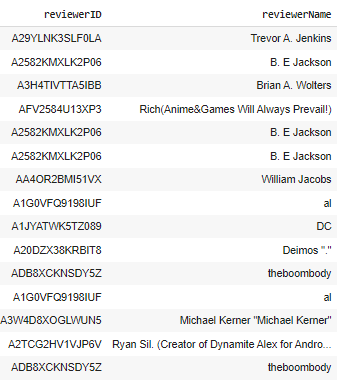 reviewerID reviewerName
A29YLNK3SLF0LA Trevor A. Jenkins
A2582KMXLK2P06 B. E Jackson
A3H4TIVTTA5IBB Brian A. Wolters
AFV2584U13XP3 Rich(Anime&Games Will Always Prevail!)
A2582KMXLK2P06 B. E Jackson
A2582KMXLK2P06 B. E Jackson
AA4OR2BMI51VX William Jacobs
A1G0VFQ9198IUF al
A1JYATWK5TZ089 DC
A20DZX38KRBIT8 Deimos "."
ADB8XCKNSDY5Z theboombody
A1G0VFQ9198IUF al
A3W4D8XOGLWUN5 Michael Kerner "Michael Kerner"
A2TCG2HV1VJP6V Ryan Sil. (Creator of Dynamite Alex for Andro...
ADB8XCKNSDY5Z theboombody